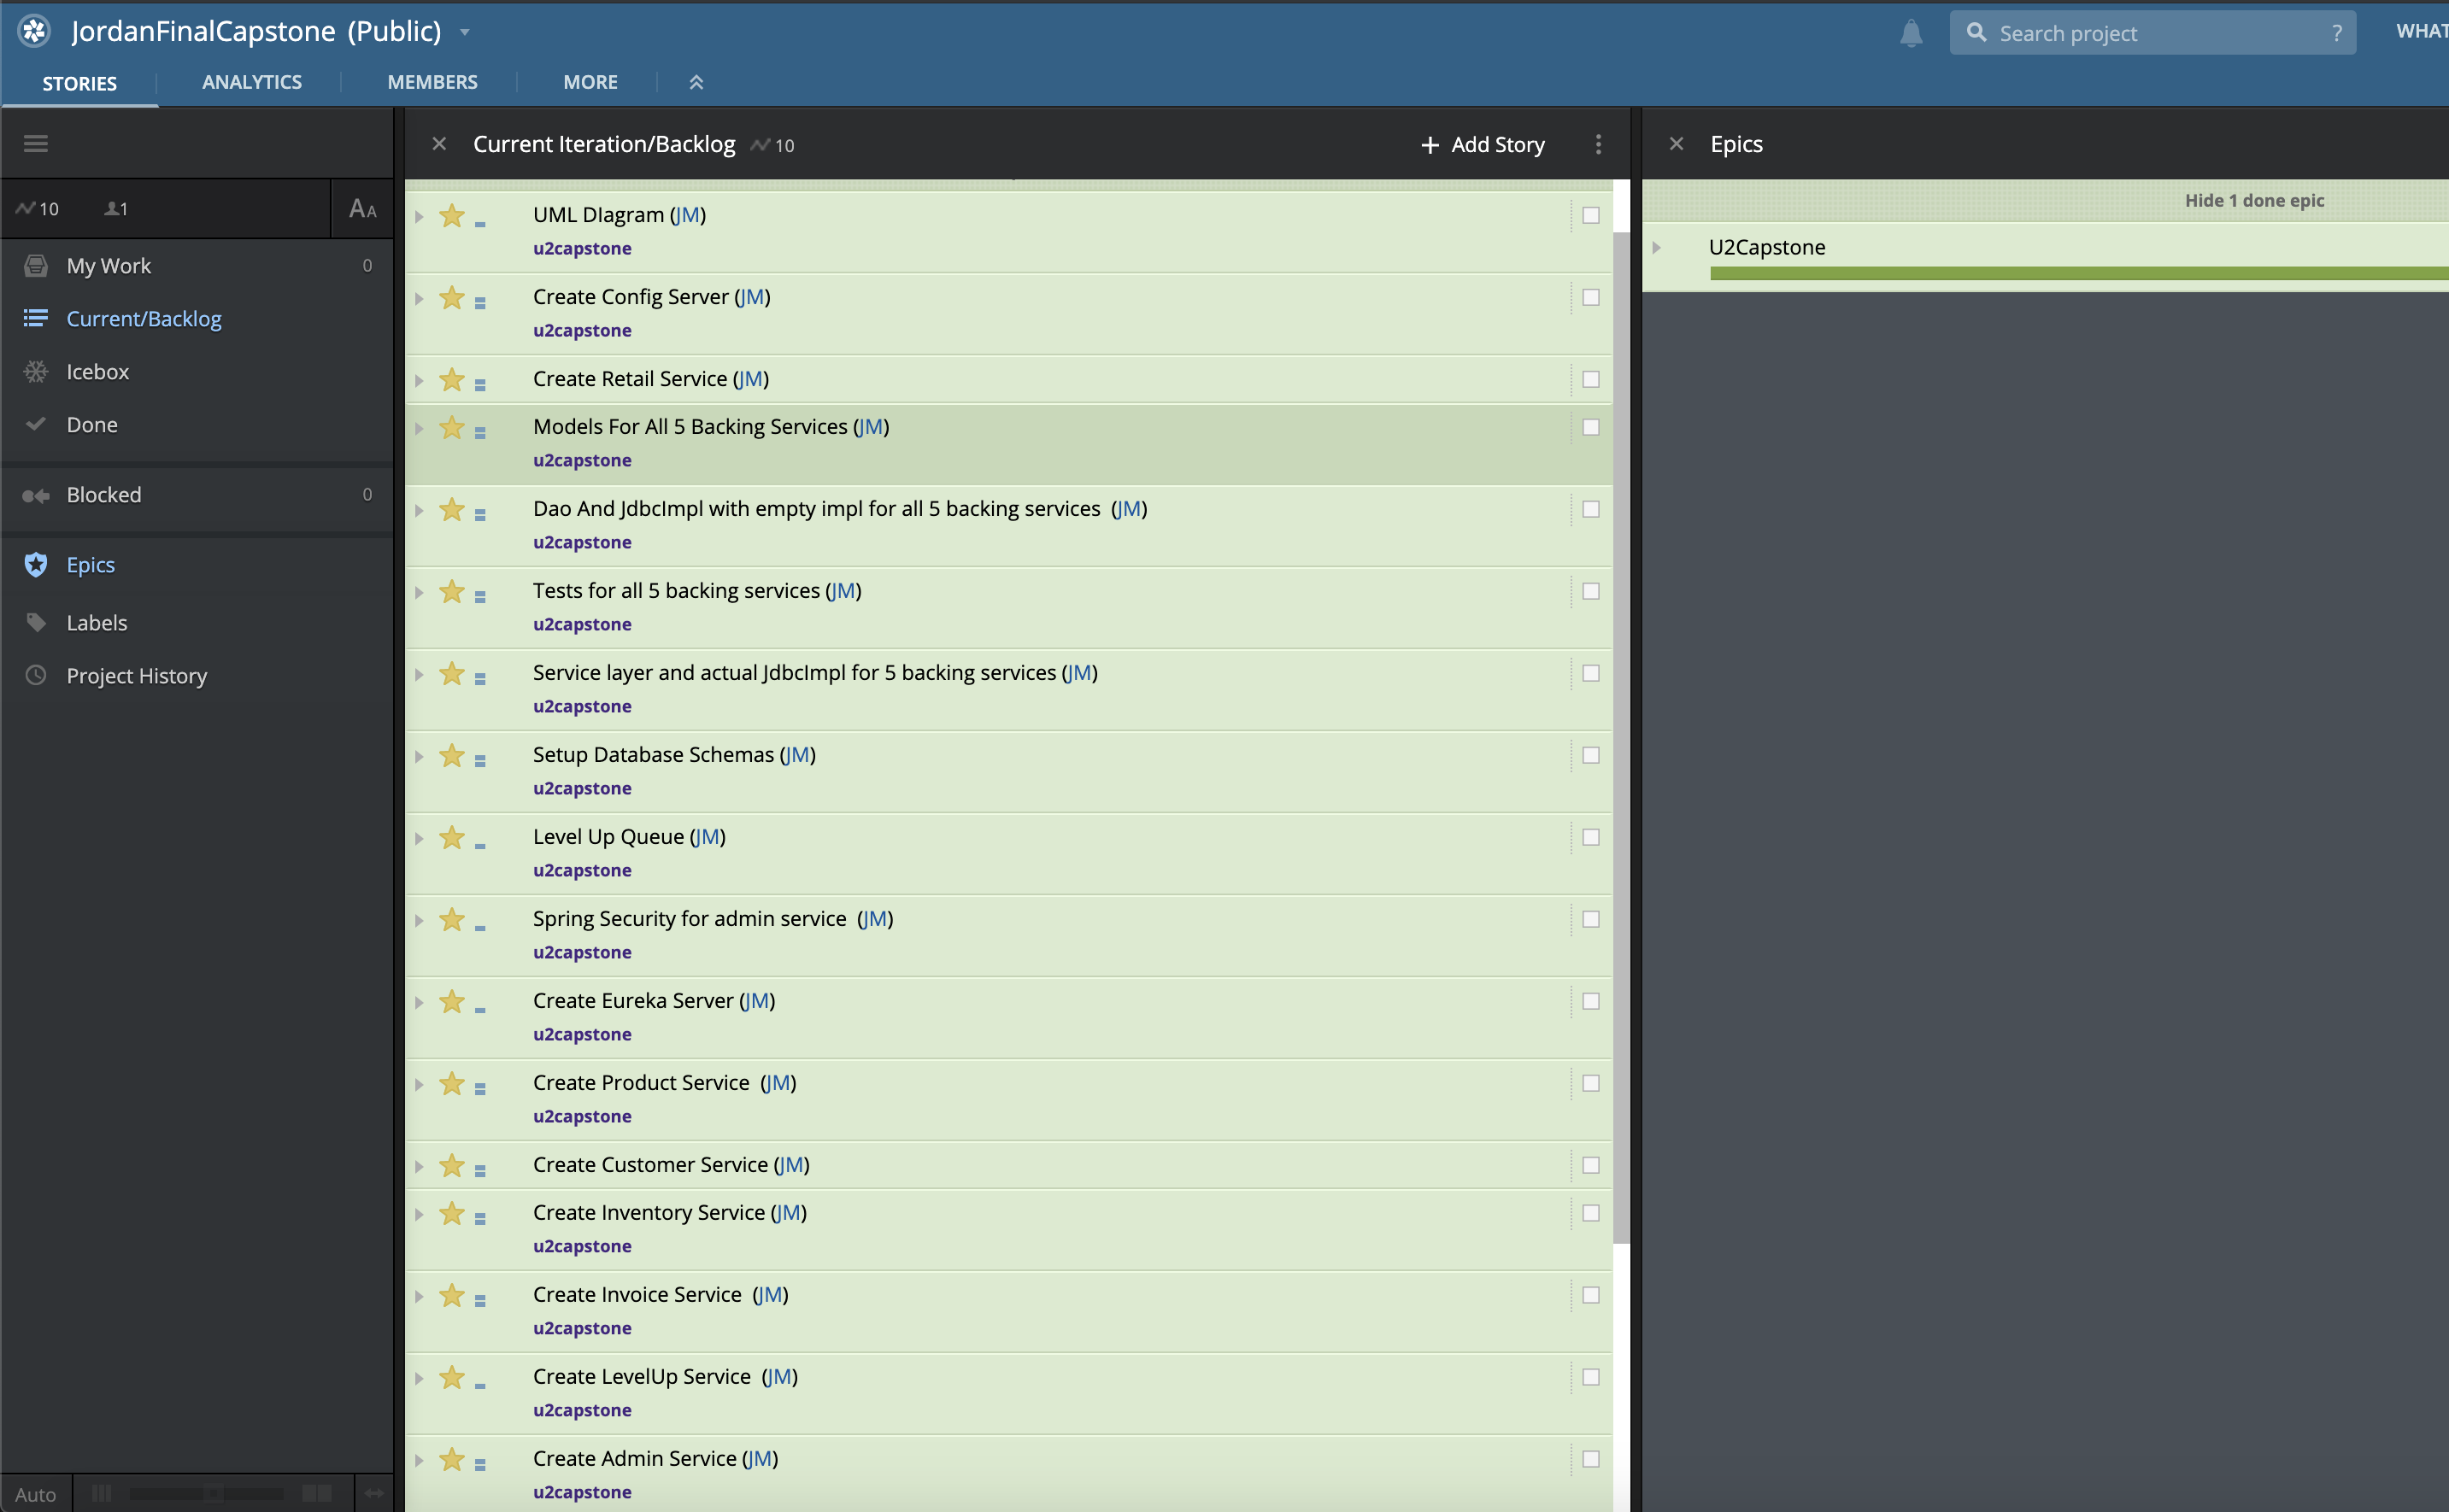 JordanFinalCapstone (Public)
Search project ?
WHAT
STORIES ANALYTICS MEMBERS MORE
10 1 AA
My Work 0
Current/Backlog
Icebox
Done
Blocked 0
Epics
Labels
Project History
Auto
Current Iteration/Backlog 10
+ Add Story
UML DIagram (JM)
u2capstone
Create Config Server (JM)
u2capstone
Create Retail Service (JM)
Models For All 5 Backing Services (JM)
u2capstone
Dao And JdbcImpl with empty impl for all 5 backing services (JM)
u2capstone
Tests for all 5 backing services (JM)
u2capstone
Service layer and actual JdbcImpl for 5 backing services (JM)
u2capstone
Setup Database Schemas (JM)
u2capstone
Level Up Queue (JM)
u2capstone
Spring Security for admin service (JM)
u2capstone
Create Eureka Server (JM)
u2capstone
Create Product Service (JM)
u2capstone
Create Customer Service (JM)
Create Inventory Service (JM)
u2capstone
Create Invoice Service (JM)
u2capstone
Create LevelUp Service (JM)
u2capstone
Create Admin Service (JM)
u2capstone
Epics
Hide 1 done epic
U2Capstone